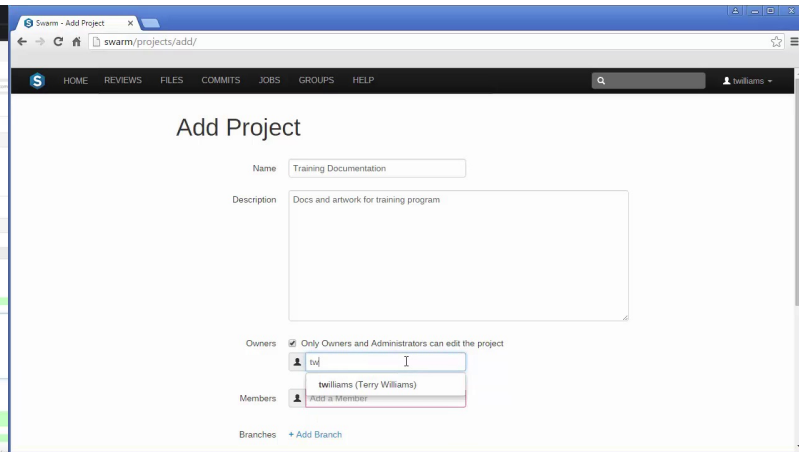 Swarm - Add Project
swarm/projects/add/
S HOME REVIEWS FILES COMMITS JOBS GROUPS HELP twilliams
Add Project
Name Training Documentation
Description Docs and artwork for training program
Owners Only Owners and Administrators can edit the project
tw
twilliams (Terry Williams)
Members Add a Member
Branches + Add Branch